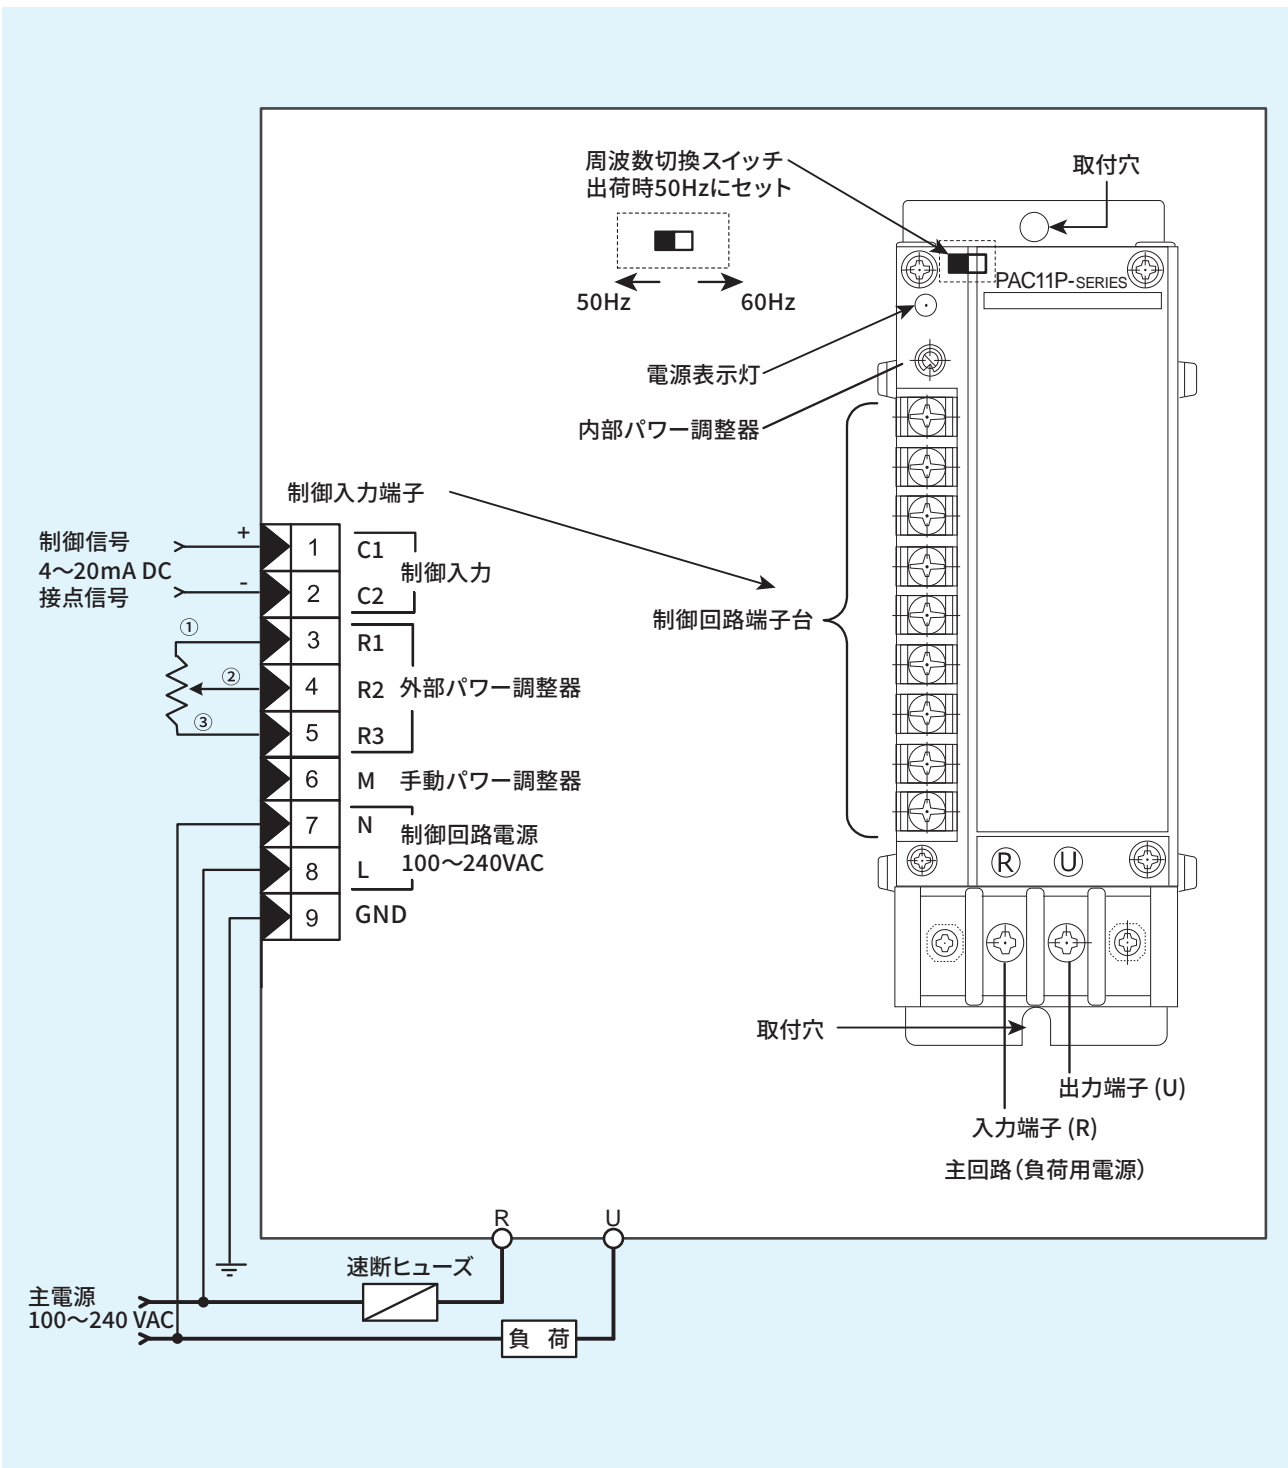 周波数切換スイッチ
出荷時50Hzにセット
50Hz
60Hz
取付穴
PAC11P-SERIES
電源表示灯
内部パワー調整器
制御入力端子
制御回路端子台
制御信号
4〜20mA DC
接点信号
+
-
1
C1
2
C2
制御入力
①
②
③
3
R1
4
R2
外部パワー調整器
5
R3
6
M
手動パワー調整器
7
N
8
L
制御回路電源
100〜240VAC
9
GND
R
U
取付穴
出力端子 (U)
入力端子 (R)
主回路(負荷用電源)
R
U
速断ヒューズ
主電源
100〜240 VAC
負 荷